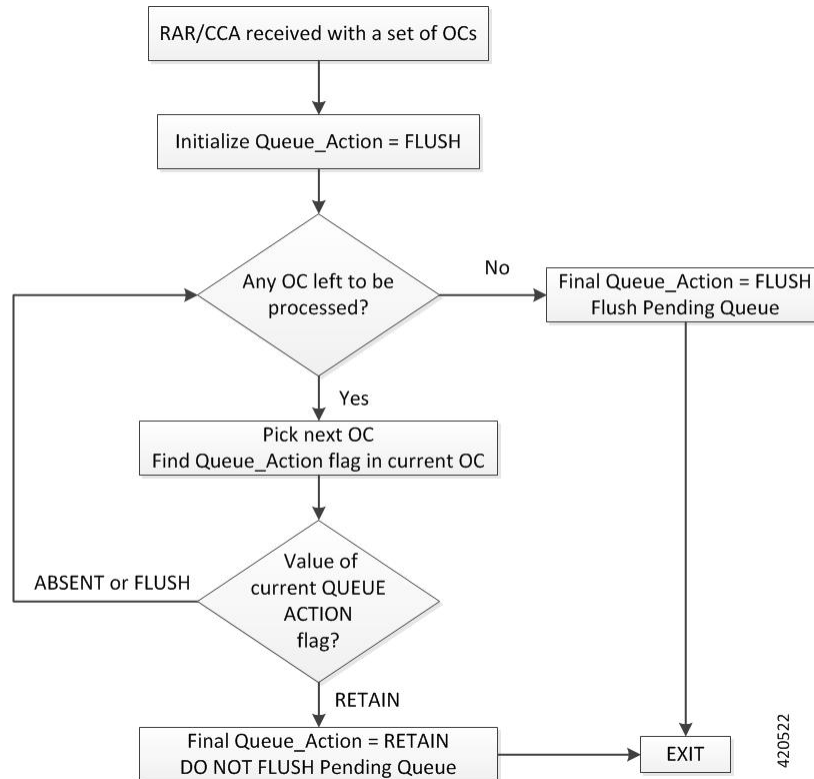 RAR/CCA received with a set of OCs
Initialize Queue_Action = FLUSH
Any OC left to be
processed?
No
Final Queue_Action = FLUSH
Flush Pending Queue
Yes
Pick next OC
Find Queue_Action flag in current OC
Value of
current QUEUE
ACTION
flag?
ABSENT or FLUSH
RETAIN
Final Queue_Action = RETAIN
DO NOT FLUSH Pending Queue
EXIT
420522